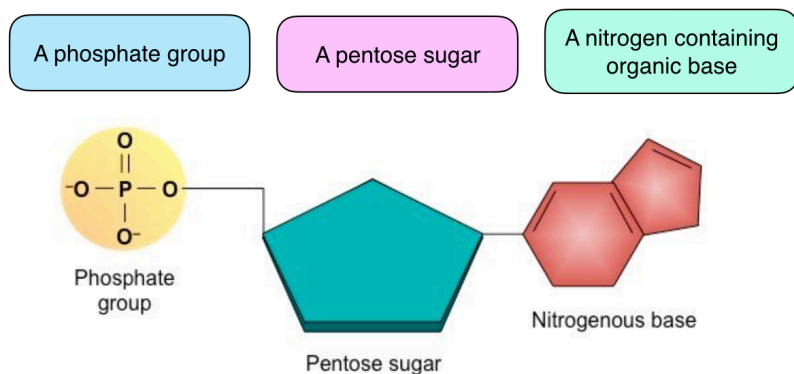 A phosphate group
A pentose sugar
A nitrogen containing
organic base
O
⁻O – P – O
O⁻
Phosphate
group
Nitrogenous base
Pentose sugar